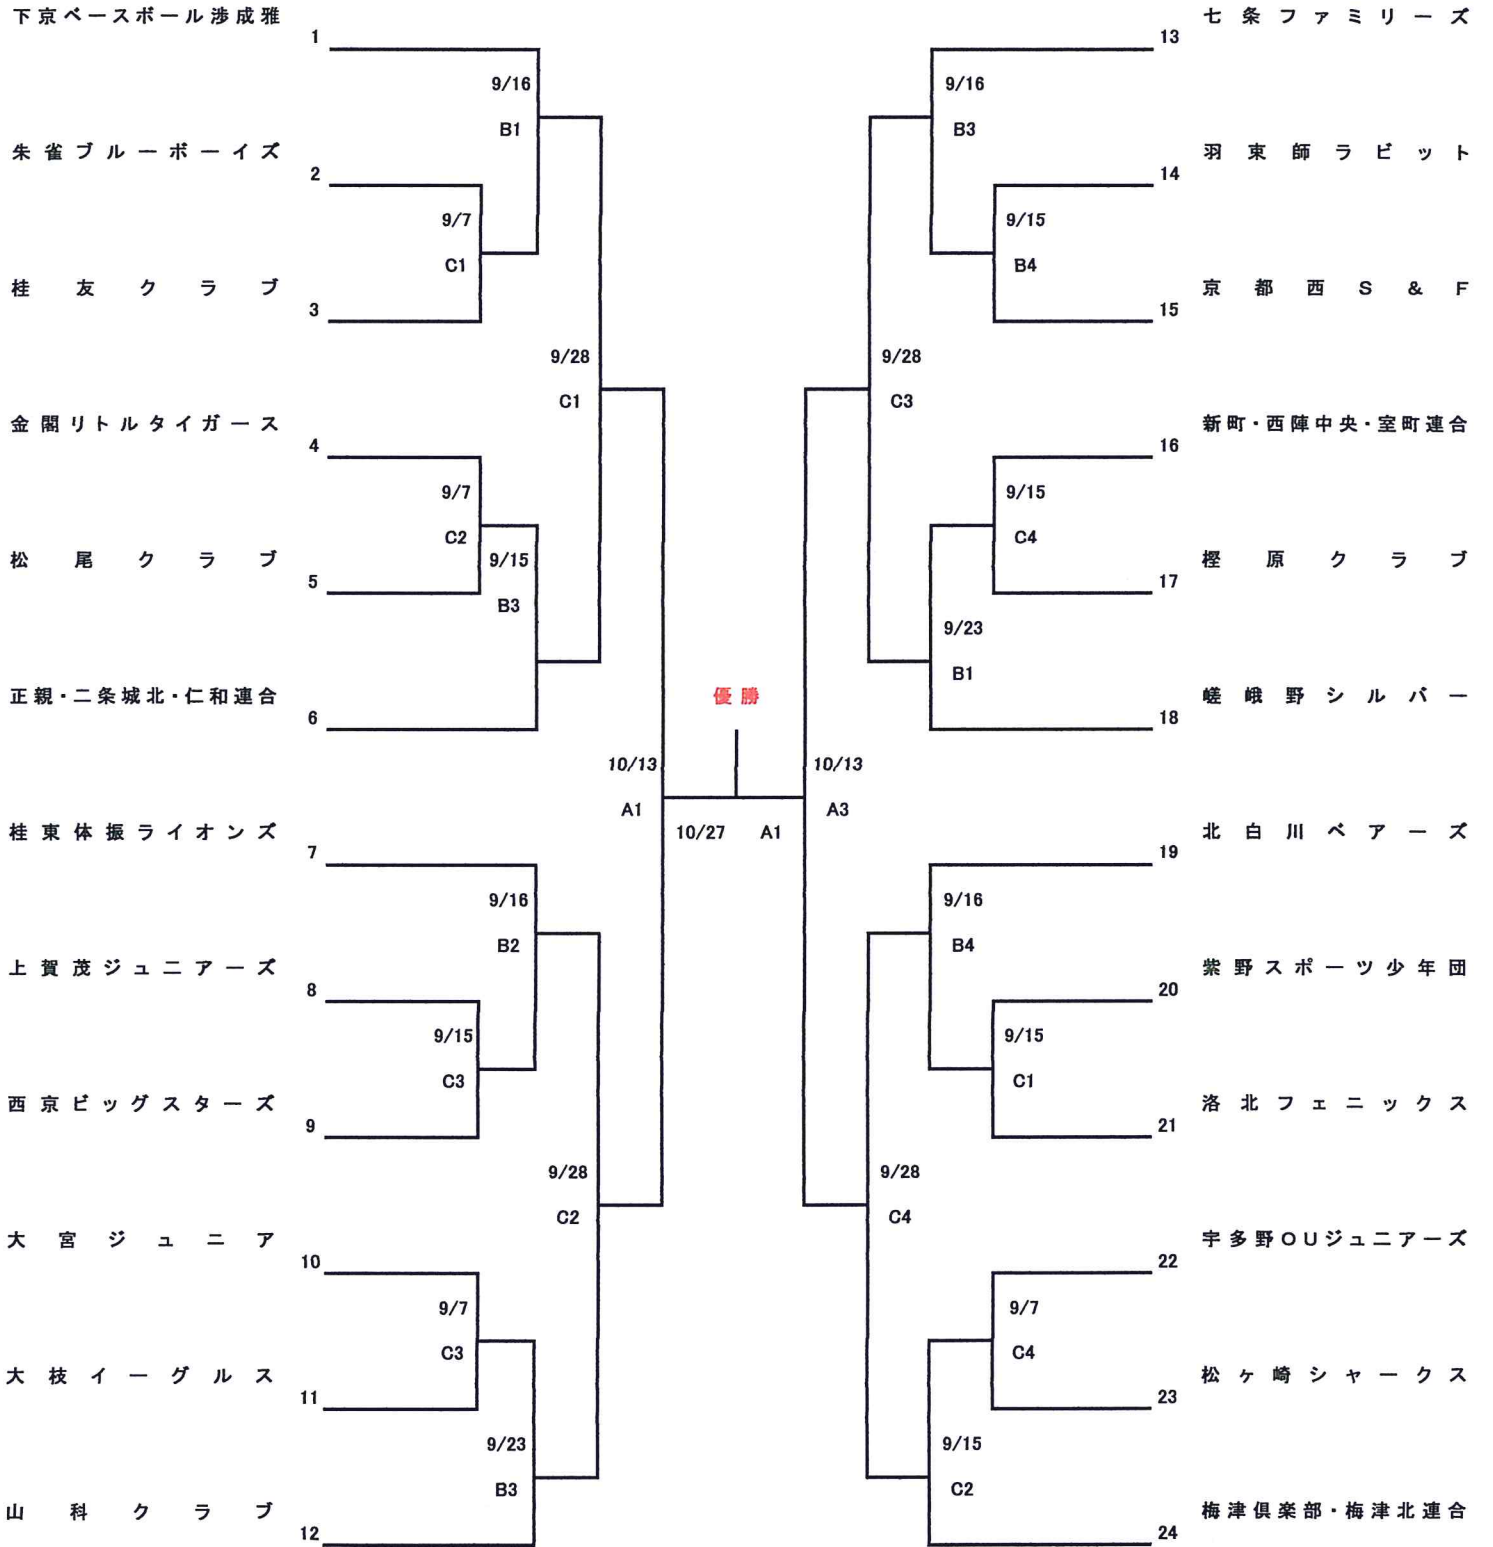 下京ベースボール渉成雅
1
9/16
B1
朱雀ブルーボーイズ
2
9/7
C1
桂友クラブ
3
9/28
C1
金閣リトルタイガース
4
9/7
C2
松尾クラブ
5
9/15
B3
正親・二条城北・仁和連合
6
10/13
A1
桂東体振ライオンズ
7
9/16
B2
上賀茂ジュニアーズ
8
9/15
C3
西京ビッグスターズ
9
9/28
C2
大宮ジュニア
10
9/7
C3
大枝イーグルス
11
9/23
B3
山科クラブ
12
優勝
10/27 A1
七条ファミリーズ
13
9/16
B3
羽束師ラビット
14
9/15
B4
京都西S&F
15
9/28
C3
新町・西陣中央・室町連合
16
9/15
C4
樫原クラブ
17
9/23
B1
嵯峨野シルバー
18
10/13
A3
北白川ベアーズ
19
9/16
B4
紫野スポーツ少年団
20
9/15
C1
洛北フェニックス
21
9/28
C4
宇多野OUジュニアーズ
22
9/7
C4
松ヶ崎シャークス
23
9/15
C2
梅津倶楽部・梅津北連合
24